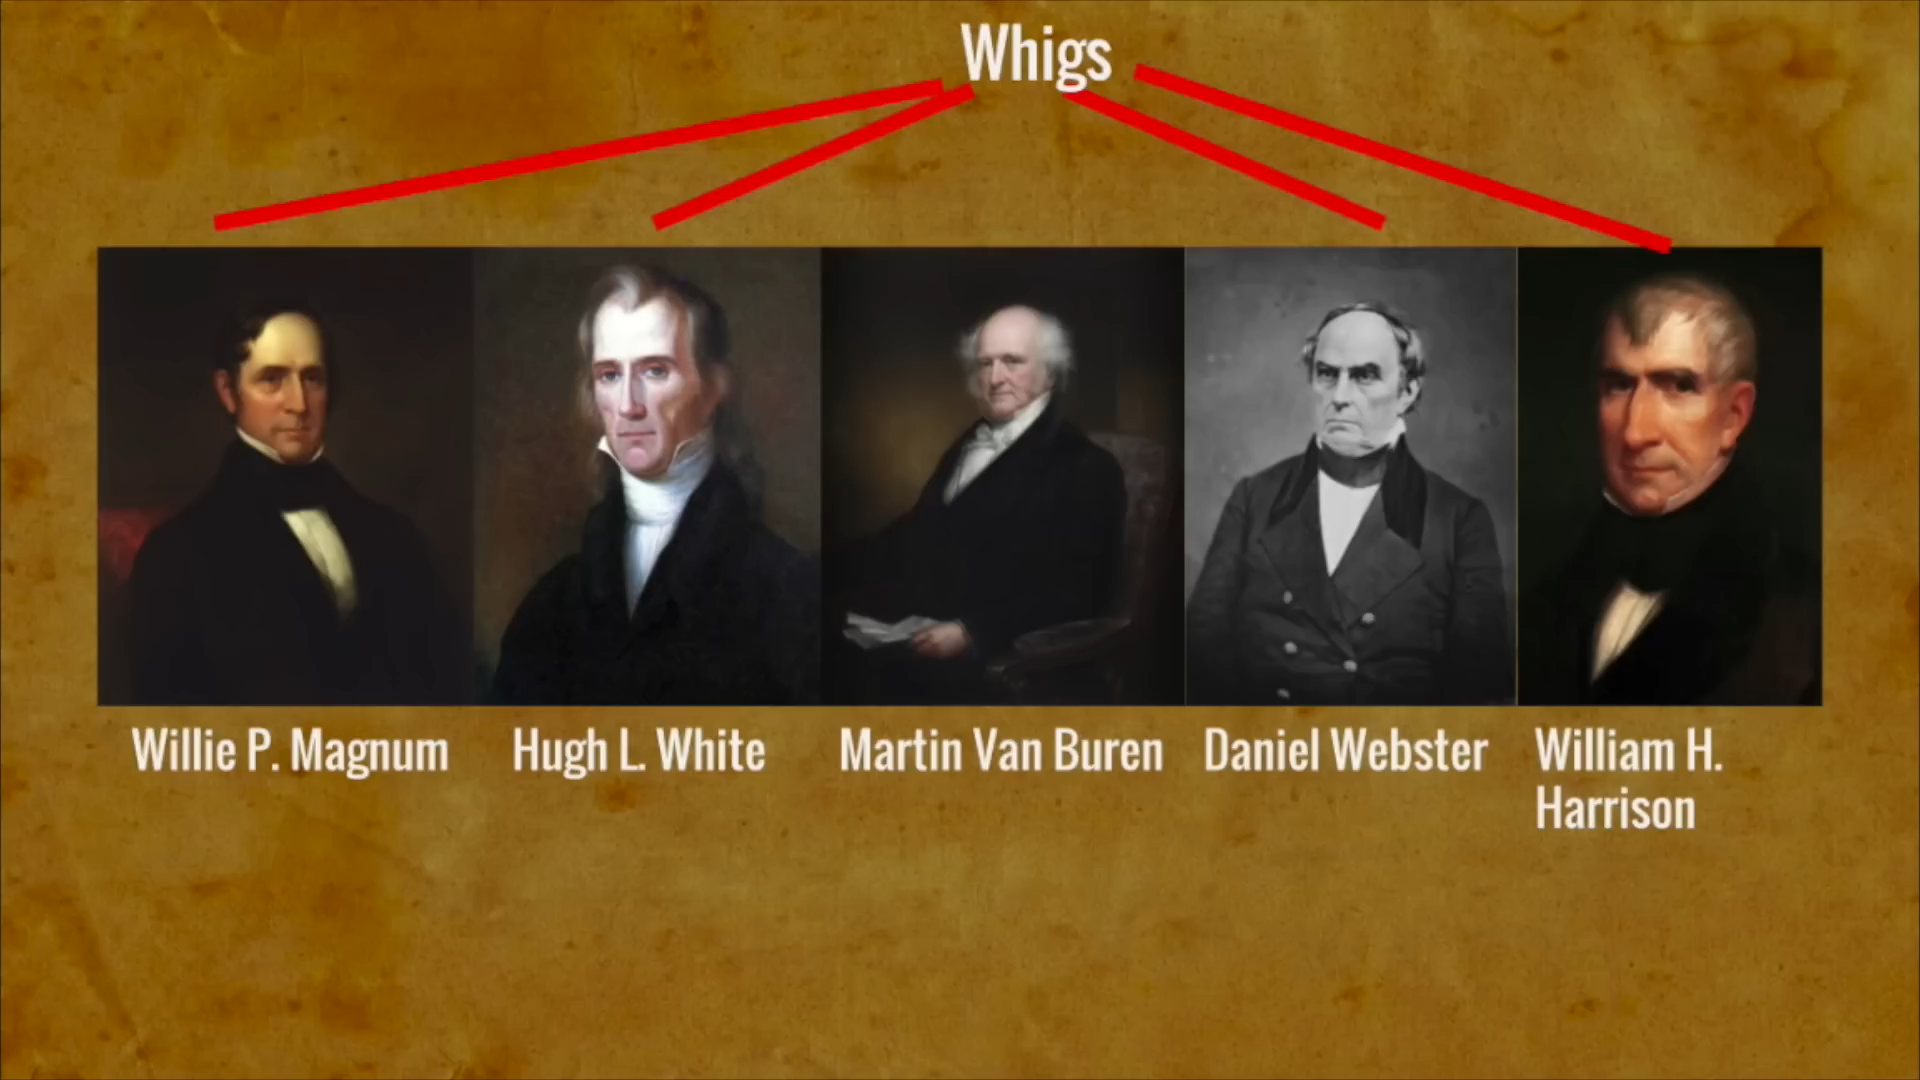 Whigs
Willie P. Magnum
Hugh L. White
Martin Van Buren
Daniel Webster
William H.
Harrison